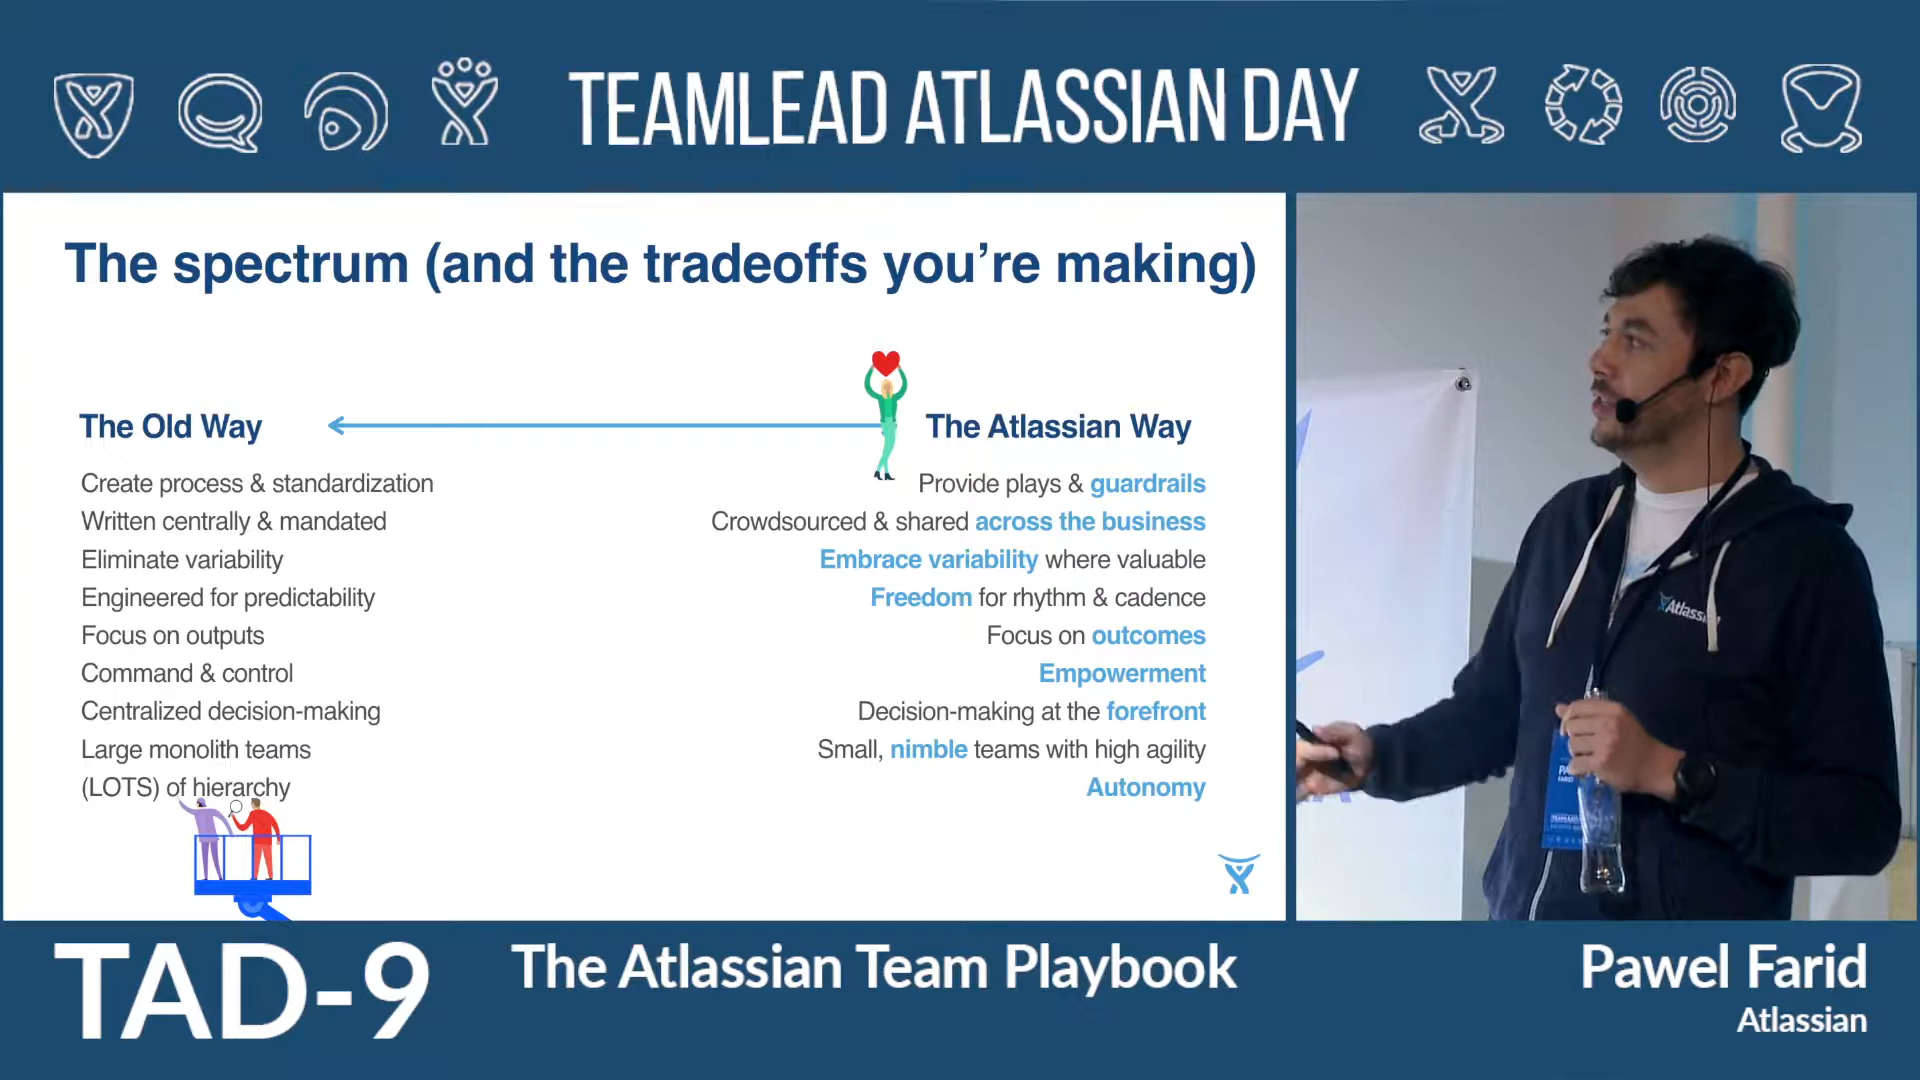 TEAMLEAD ATLASSIAN DAY
The spectrum (and the tradeoffs you're making)
The Old Way
Create process & standardization
Written centrally & mandated
Eliminate variability
Engineered for predictability
Focus on outputs
Command & control
Centralized decision-making
Large monolith teams
(LOTS) of hierarchy
The Atlassian Way
Provide plays & guardrails
Crowdsourced & shared across the business
Embrace variability where valuable
Freedom for rhythm & cadence
Focus on outcomes
Empowerment
Decision-making at the forefront
Small, nimble teams with high agility
Autonomy
TAD-9
The Atlassian Team Playbook
Pawel Farid
Atlassian